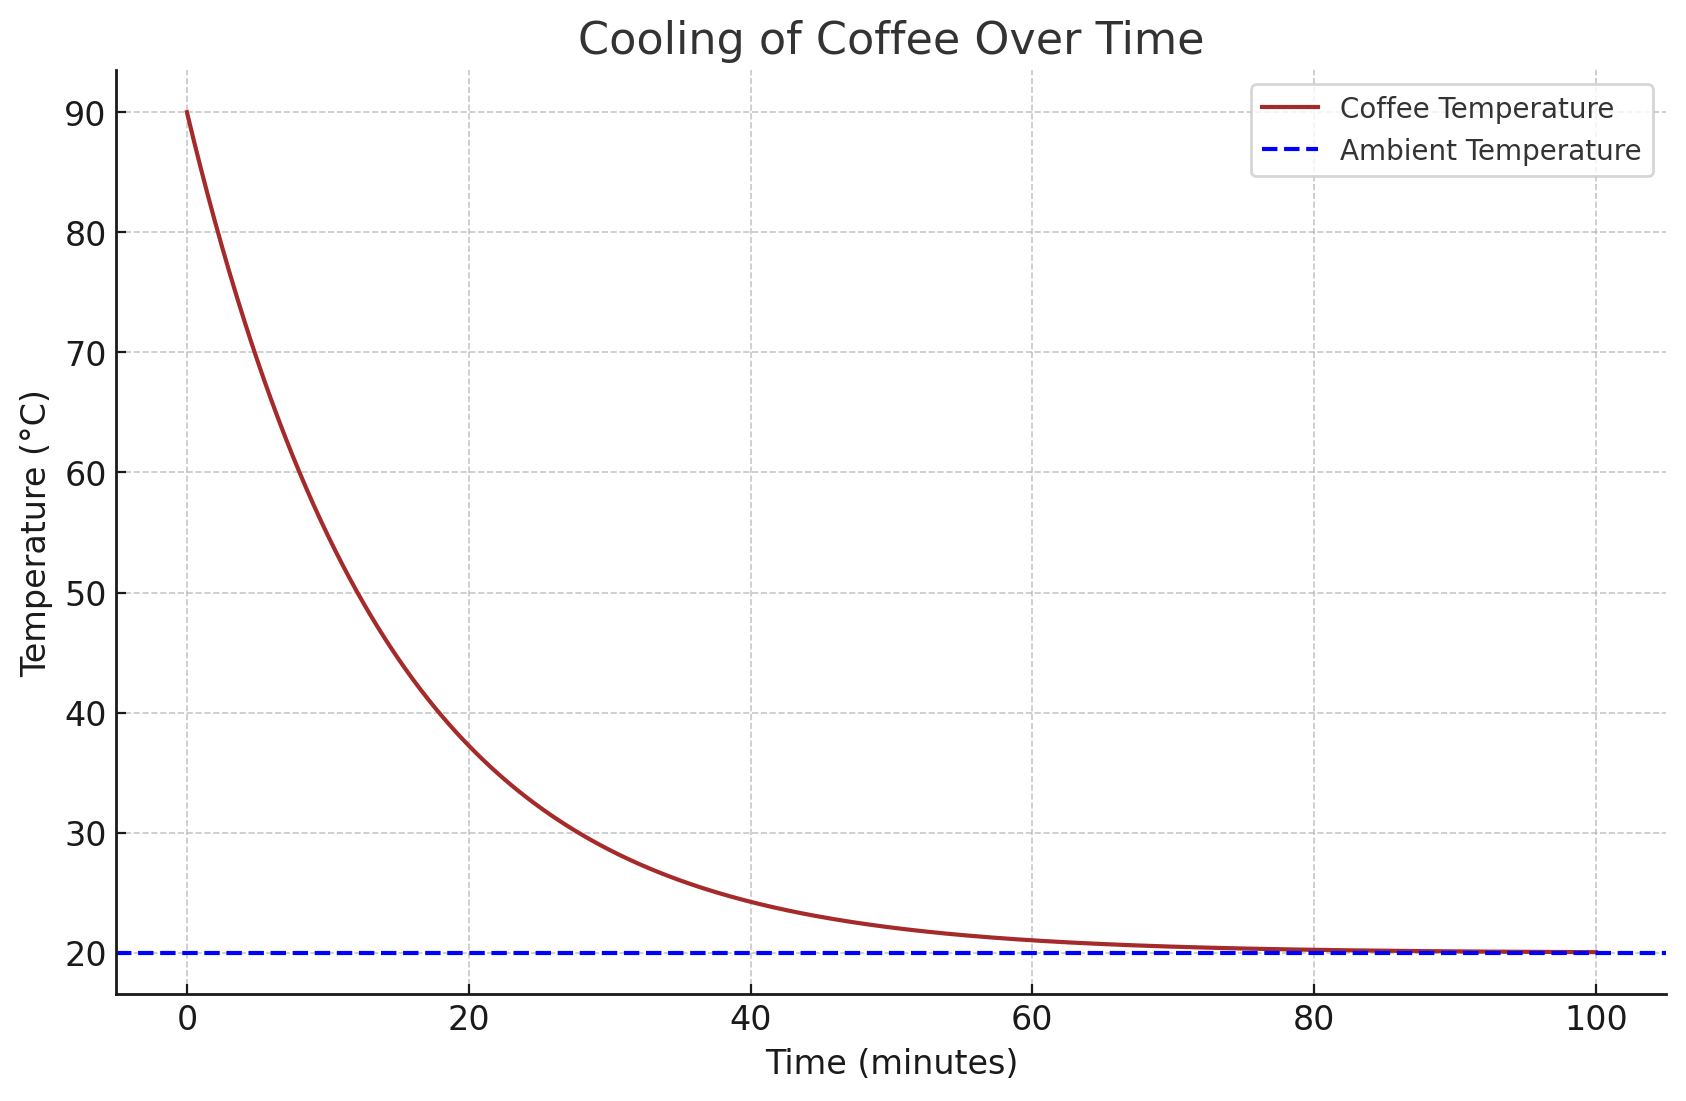 Cooling of Coffee Over Time
Coffee Temperature
Ambient Temperature
Temperature (°C)
90
80
70
60
50
40
30
20
0 20 40 60 80 100
Time (minutes)